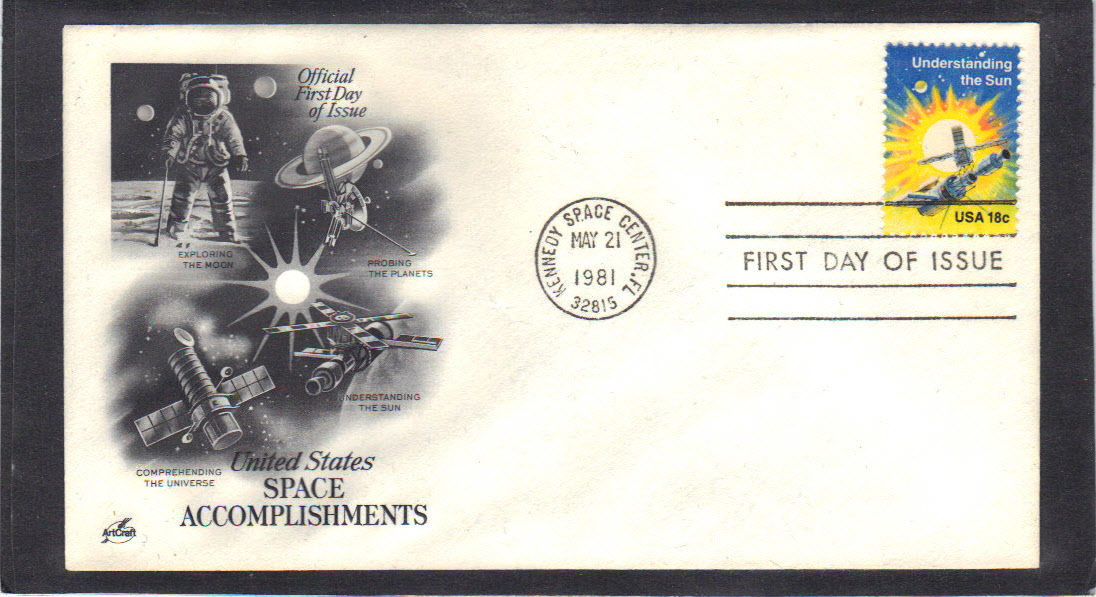 Official
First Day
of Issue
EXPLORING
THE MOON
PROBING
THE PLANETS
UNDERSTANDING
THE SUN
COMPREHENDING
THE UNIVERSE
United States
SPACE
ACCOMPLISHMENTS
ArtCraft
KENNEDY SPACE CENTER, FL
MAY 21
1981
32815
Understanding
the Sun
USA 18c
FIRST DAY OF ISSUE